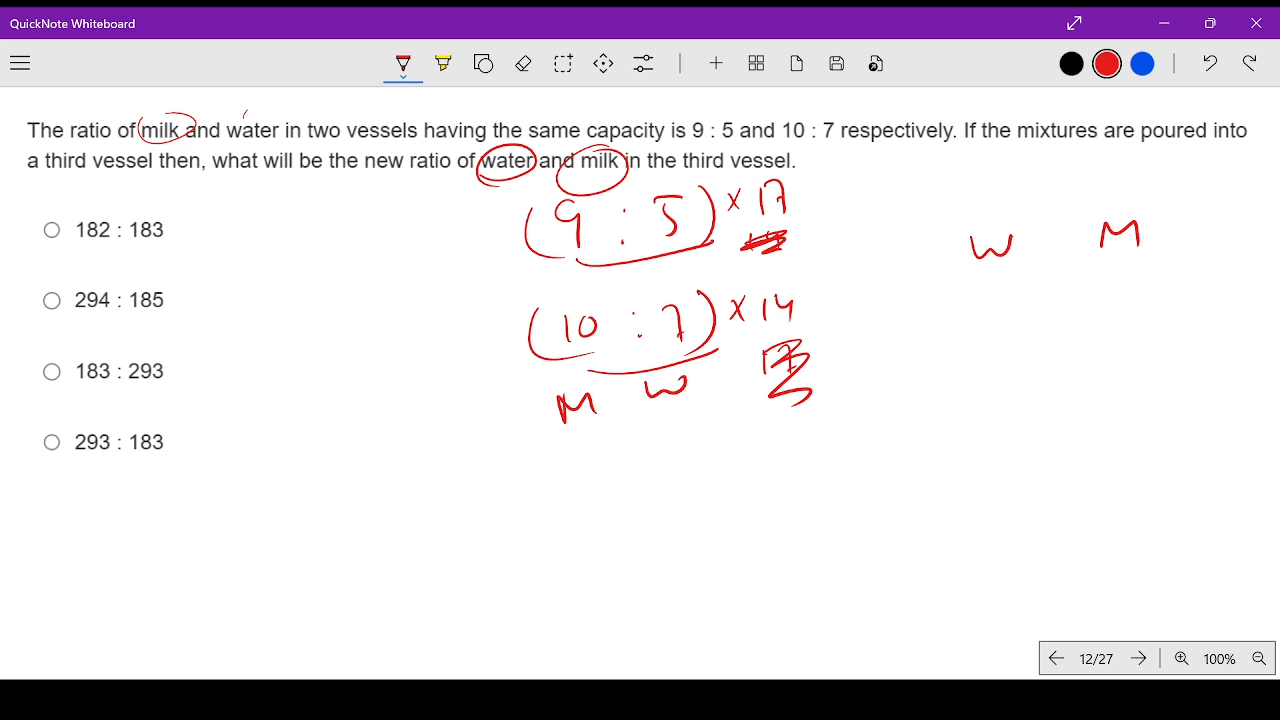 QuickNote Whiteboard
The ratio of milk and water in two vessels having the same capacity is 9 : 5 and 10 : 7 respectively. If the mixtures are poured into
a third vessel then, what will be the new ratio of water and milk in the third vessel.
(9 : 5) × 17
182 : 183
W M
294 : 185
(10 : 7) × 14
183 : 293
M W
293 : 183
12/27 100%